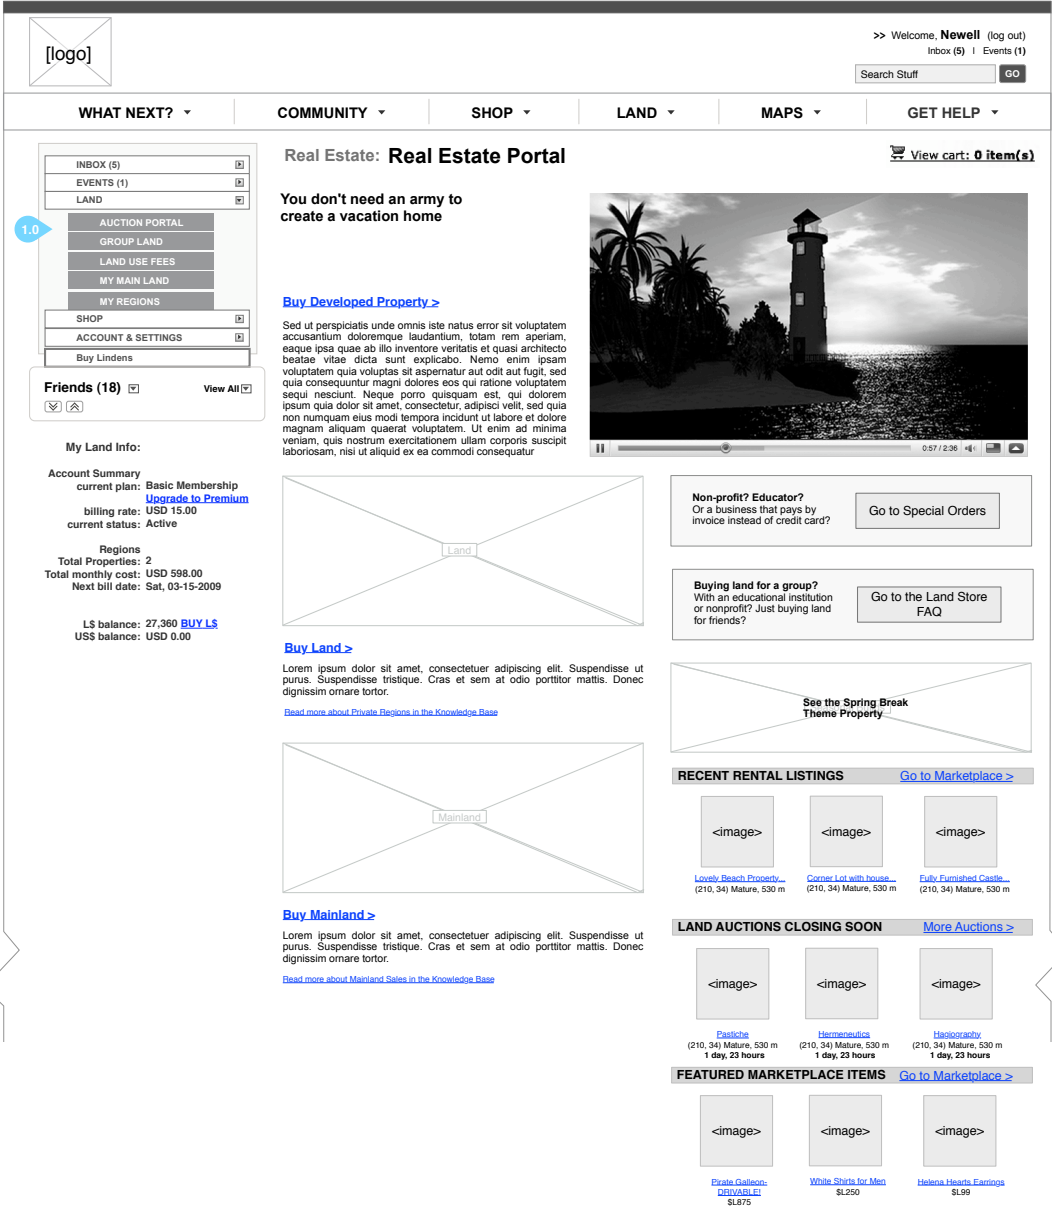 [logo]
>> Welcome, Newell (log out)
Inbox (5) | Events (1)
Search Stuff
GO
WHAT NEXT?
COMMUNITY
SHOP
LAND
MAPS
GET HELP
INBOX (5)
EVENTS (1)
LAND
1.0
AUCTION PORTAL
GROUP LAND
LAND USE FEES
MY MAIN LAND
MY REGIONS
SHOP
ACCOUNT & SETTINGS
Buy Lindens
Friends (18)
View All
My Land Info:
Account Summary
current plan: Basic Membership
Upgrade to Premium
billing rate: USD 15.00
current status: Active
Regions
Total Properties: 2
Total monthly cost: USD 598.00
Next bill date: Sat, 03-15-2009
L$ balance: 27,360 BUY L$
US$ balance: USD 0.00
Real Estate: Real Estate Portal
View cart: 0 item(s)
You don't need an army to
create a vacation home
Buy Developed Property >
Sed ut perspiciatis unde omnis iste natus error sit voluptatem
accusantium doloremque laudantium, totam rem aperiam,
eaque ipsa quae ab illo inventore veritatis et quasi architecto
beatae vitae dicta sunt explicabo. Nemo enim ipsam
voluptatem quia voluptas sit aspernatur aut odit aut fugit, sed
quia consequuntur magni dolores eos qui ratione voluptatem
sequi nesciunt. Neque porro quisquam est, qui dolorem
ipsum quia dolor sit amet, consectetur, adipisci velit, sed quia
non numquam eius modi tempora incidunt ut labore et dolore
magnam aliquam quaerat voluptatem. Ut enim ad minima
veniam, quis nostrum exercitationem ullam corporis suscipit
laboriosam, nisi ut aliquid ex ea commodi consequatur
0:57 / 2:36
Land
Buy Land >
Lorem ipsum dolor sit amet, consectetuer adipiscing elit. Suspendisse ut
purus. Suspendisse tristique. Cras et sem at odio porttitor mattis. Donec
dignissim ornare tortor.
Read more about Private Regions in the Knowledge Base
Mainland
Buy Mainland >
Lorem ipsum dolor sit amet, consectetuer adipiscing elit. Suspendisse ut
purus. Suspendisse tristique. Cras et sem at odio porttitor mattis. Donec
dignissim ornare tortor.
Read more about Mainland Sales in the Knowledge Base
Non-profit? Educator?
Or a business that pays by
invoice instead of credit card?
Go to Special Orders
Buying land for a group?
With an educational institution
or nonprofit? Just buying land
for friends?
Go to the Land Store
FAQ
See the Spring Break
Theme Property
RECENT RENTAL LISTINGS
Go to Marketplace >
<image> <image> <image>
Lovely Beach Property... Corner Lot with house... Fully Furnished Castle...
(210, 34) Mature, 530 m (210, 34) Mature, 530 m (210, 34) Mature, 530 m
LAND AUCTIONS CLOSING SOON
More Auctions >
<image> <image> <image>
Pastiche Hermeneutics Hagiography
(210, 34) Mature, 530 m (210, 34) Mature, 530 m (210, 34) Mature, 530 m
1 day, 23 hours 1 day, 23 hours 1 day, 23 hours
FEATURED MARKETPLACE ITEMS
Go to Marketplace >
<image> <image> <image>
Pirate Galleon- White Shirts for Men Helena Hearts Earrings
DRIVABLE! $L250 $L99
$L875